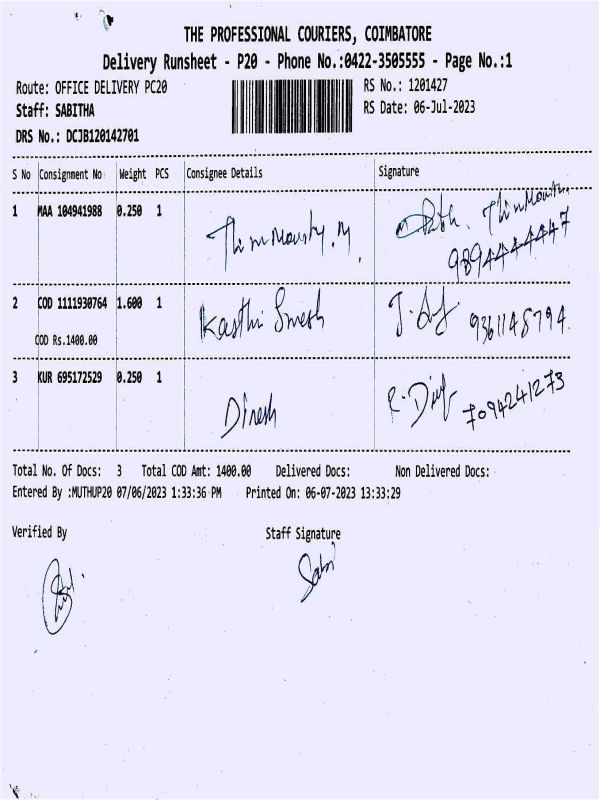 THE PROFESSIONAL COURIERS, COIMBATORE
Delivery Runsheet - P20 - Phone No.:0422-3505555 - Page No.:1
Route: OFFICE DELIVERY PC20 RS No.: 1201427
Staff: SABITHA RS Date: 06-Jul-2023
DRS No.: DCJB120142701
S No Consignment No Weight PCS Consignee Details Signature
1 MAA 104941988 0.250 1
9894444447
2 COD 1111930764 1.600 1 Kasthi Suresh 9361148794
COD Rs.1400.00
3 KUR 695172529 0.250 1 Dinesh 7094241273
Total No. Of Docs: 3 Total COD Amt: 1400.00 Delivered Docs: Non Delivered Docs:
Entered By :MUTHUP20 07/06/2023 1:33:36 PM Printed On: 06-07-2023 13:33:29
Verified By Staff Signature